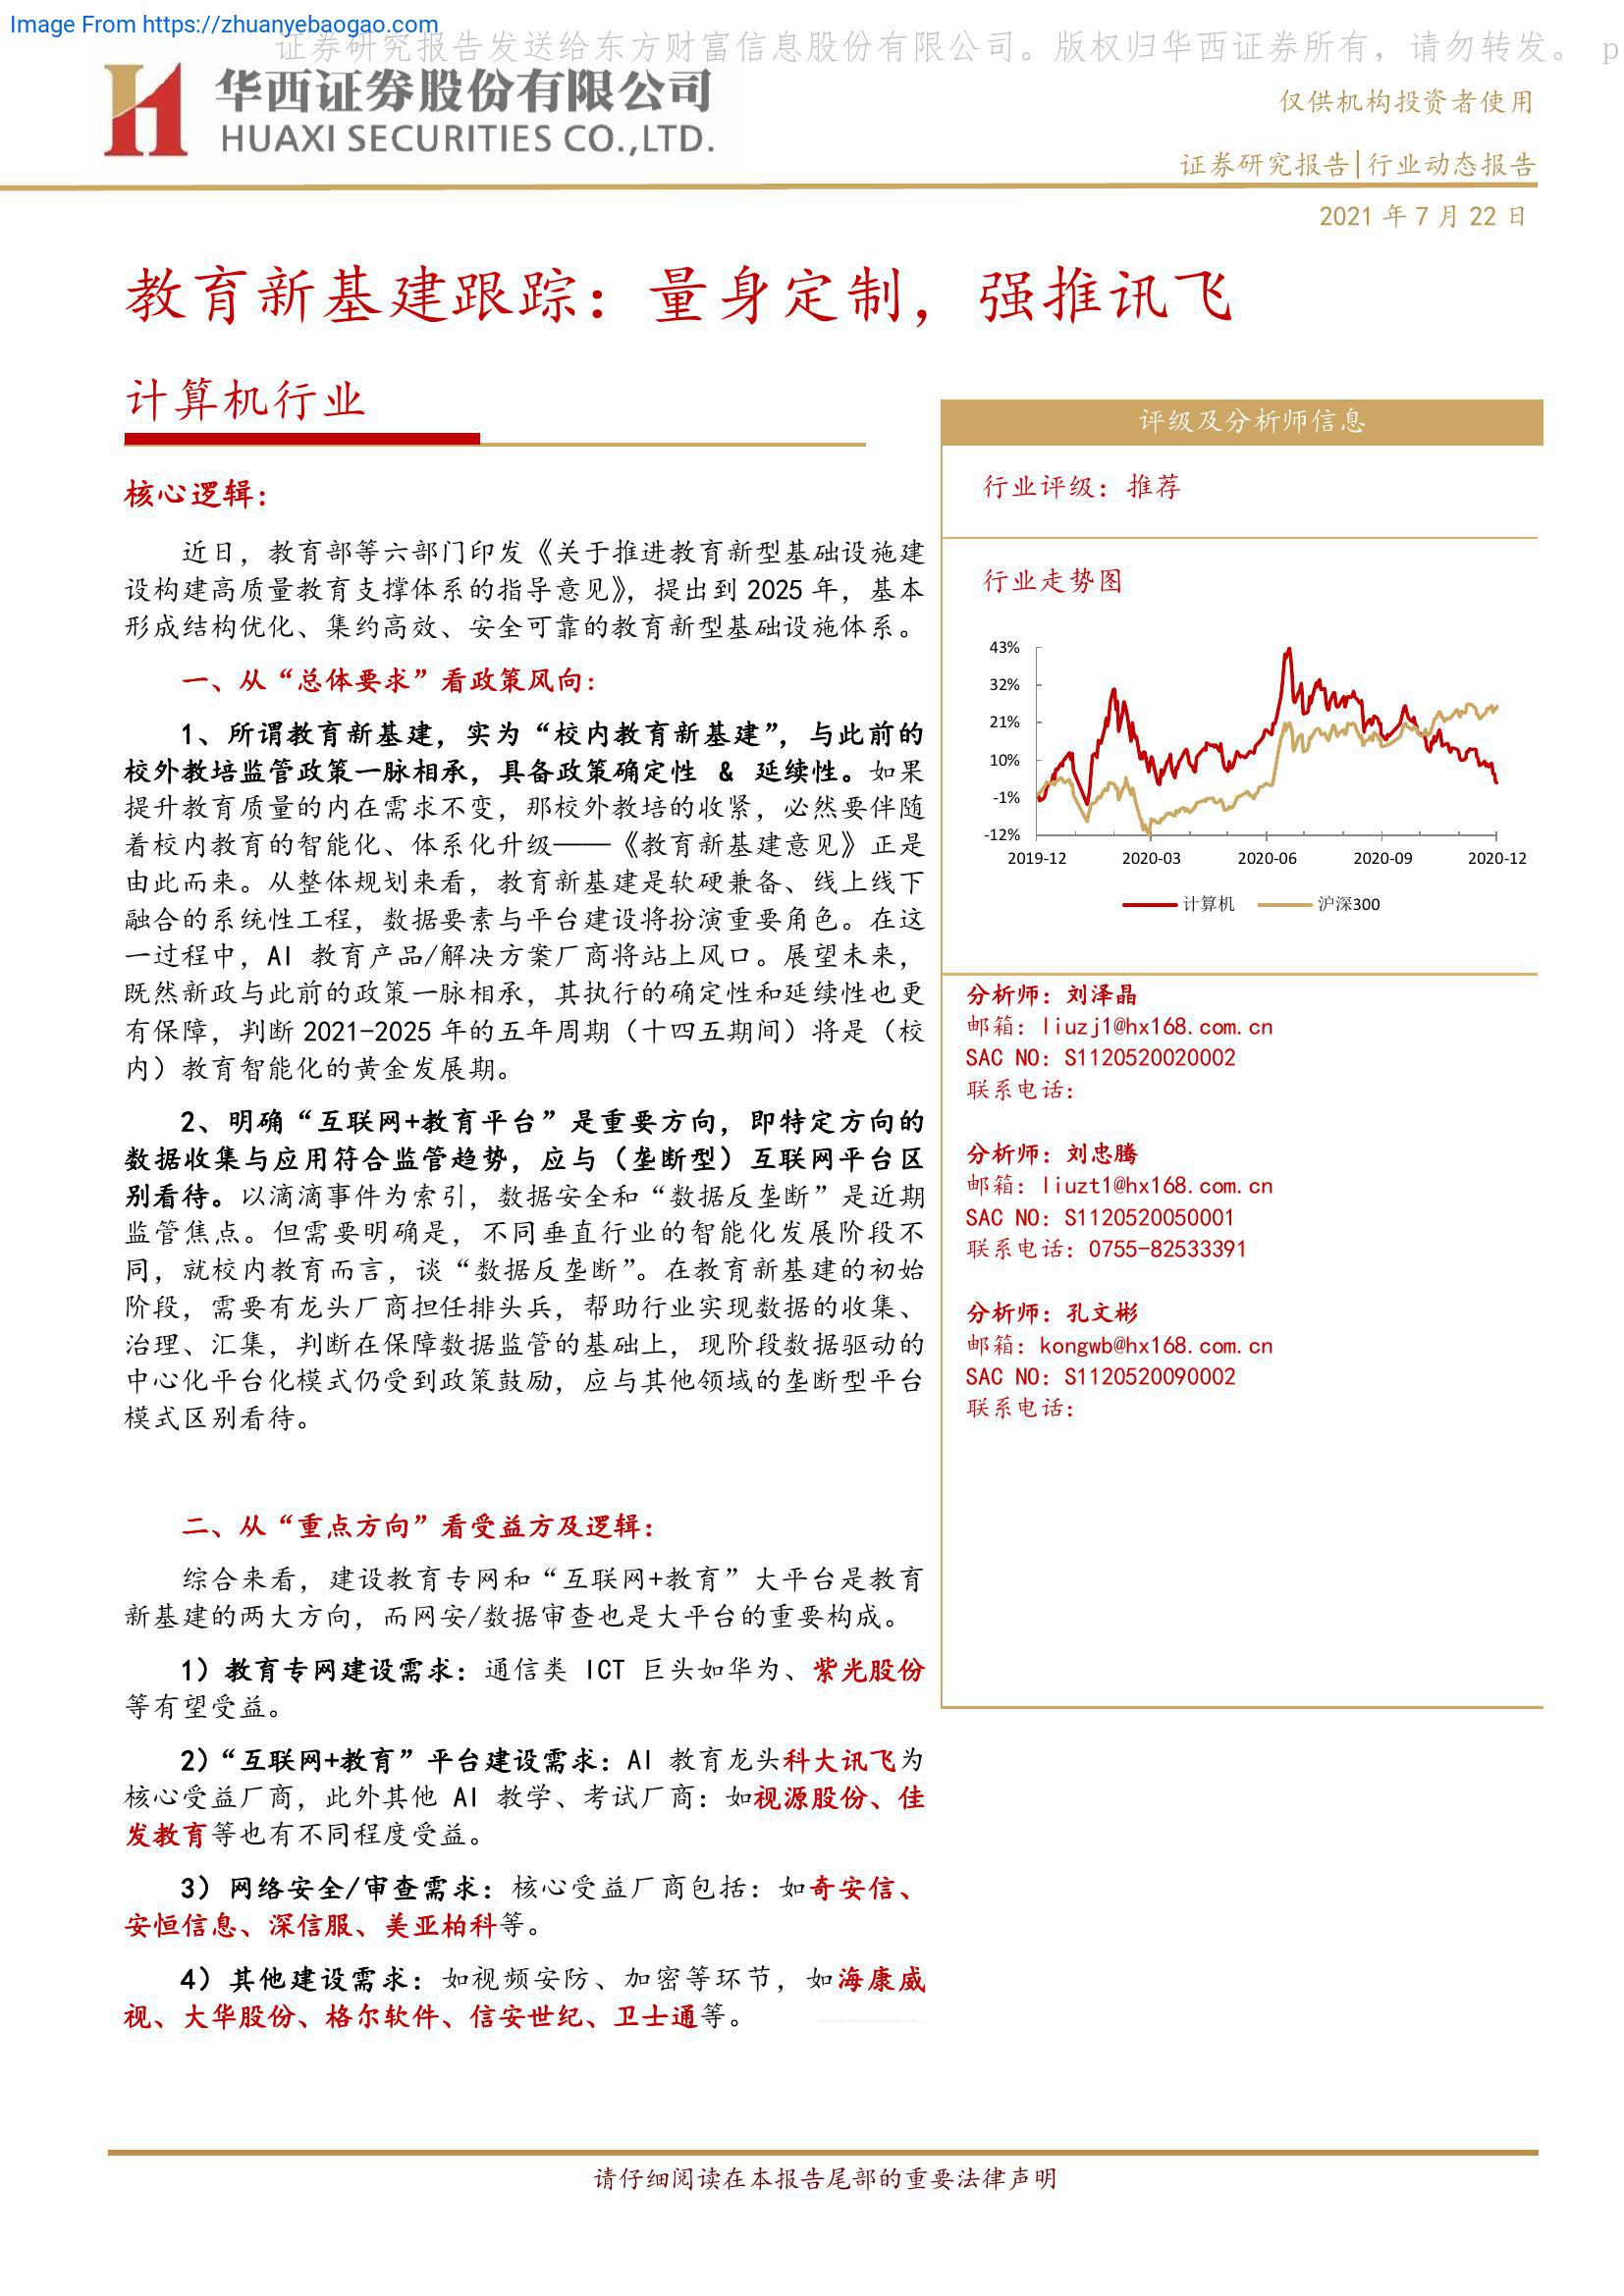 Image From https://zhuanyebaogao.com
证券研究报告发送给东方财富信息股份有限公司。版权归华西证券所有，请勿转发。 p
华西证券股份有限公司
HUAXI SECURITIES CO.,LTD.
仅供机构投资者使用
证券研究报告|行业动态报告
2021 年 7 月 22 日
教育新基建跟踪：量身定制，强推讯飞
计算机行业
核心逻辑：
近日，教育部等六部门印发《关于推进教育新型基础设施建
设构建高质量教育支撑体系的指导意见》，提出到 2025 年，基本
形成结构优化、集约高效、安全可靠的教育新型基础设施体系。
一、从“总体要求”看政策风向：
1、所谓教育新基建，实为“校内教育新基建”，与此前的
校外教培监管政策一脉相承，具备政策确定性 & 延续性。如果
提升教育质量的内在需求不变，那校外教培的收紧，必然要伴随
着校内教育的智能化、体系化升级——《教育新基建意见》正是
由此而来。从整体规划来看，教育新基建是软硬兼备、线上线下
融合的系统性工程，数据要素与平台建设将扮演重要角色。在这
一过程中，AI 教育产品/解决方案厂商将站上风口。展望未来，
既然新政与此前的政策一脉相承，其执行的确定性和延续性也更
有保障，判断 2021-2025 年的五年周期（十四五期间）将是（校
内）教育智能化的黄金发展期。
2、明确“互联网+教育平台”是重要方向，即特定方向的
数据收集与应用符合监管趋势，应与（垄断型）互联网平台区
别看待。以滴滴事件为索引，数据安全和“数据反垄断”是近期
监管焦点。但需要明确是，不同垂直行业的智能化发展阶段不
同，就校内教育而言，谈“数据反垄断”。在教育新基建的初始
阶段，需要有龙头厂商担任排头兵，帮助行业实现数据的收集、
治理、汇集，判断在保障数据监管的基础上，现阶段数据驱动的
中心化平台化模式仍受到政策鼓励，应与其他领域的垄断型平台
模式区别看待。
二、从“重点方向”看受益方及逻辑：
综合来看，建设教育专网和“互联网+教育”大平台是教育
新基建的两大方向，而网安/数据审查也是大平台的重要构成。
1）教育专网建设需求：通信类 ICT 巨头如华为、紫光股份
等有望受益。
2）“互联网+教育”平台建设需求：AI 教育龙头科大讯飞为
核心受益厂商，此外其他 AI 教学、考试厂商：如视源股份、佳
发教育等也有不同程度受益。
3）网络安全/审查需求：核心受益厂商包括：如奇安信、
安恒信息、深信服、美亚柏科等。
4）其他建设需求：如视频安防、加密等环节，如海康威
视、大华股份、格尔软件、信安世纪、卫士通等。
评级及分析师信息
行业评级：推荐
行业走势图
43%
32%
21%
10%
-1%
-12%
2019-12 2020-03 2020-06 2020-09 2020-12
计算机 沪深300
分析师：刘泽晶
邮箱：liuzj1@hx168.com.cn
SAC NO：S1120520020002
联系电话：
分析师：刘忠腾
邮箱：liuzt1@hx168.com.cn
SAC NO：S1120520050001
联系电话：0755-82533391
分析师：孔文彬
邮箱：kongwb@hx168.com.cn
SAC NO：S1120520090002
联系电话：
请仔细阅读在本报告尾部的重要法律声明